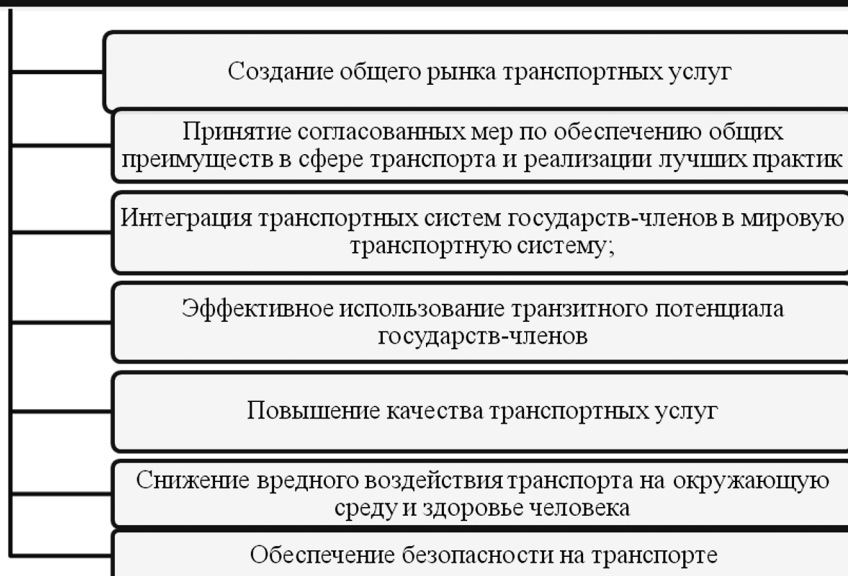 Создание общего рынка транспортных услуг
Принятие согласованных мер по обеспечению общих
преимуществ в сфере транспорта и реализации лучших практик
Интеграция транспортных систем государств-членов в мировую
транспортную систему;
Эффективное использование транзитного потенциала
государств-членов
Повышение качества транспортных услуг
Снижение вредного воздействия транспорта на окружающую
среду и здоровье человека
Обеспечение безопасности на транспорте